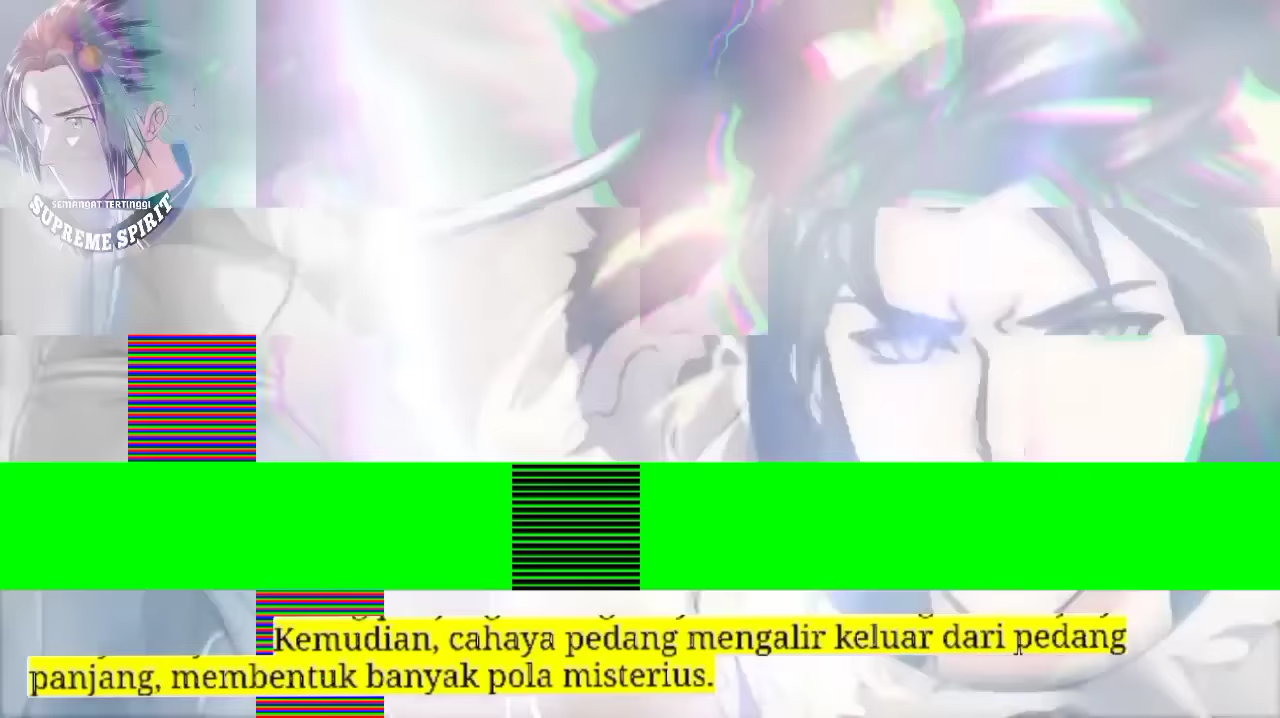 SEMANGAT TERTINGGI
SUPREME SPIRIT
Kemudian, cahaya pedang mengalir keluar dari pedang
panjang, membentuk banyak pola misterius.